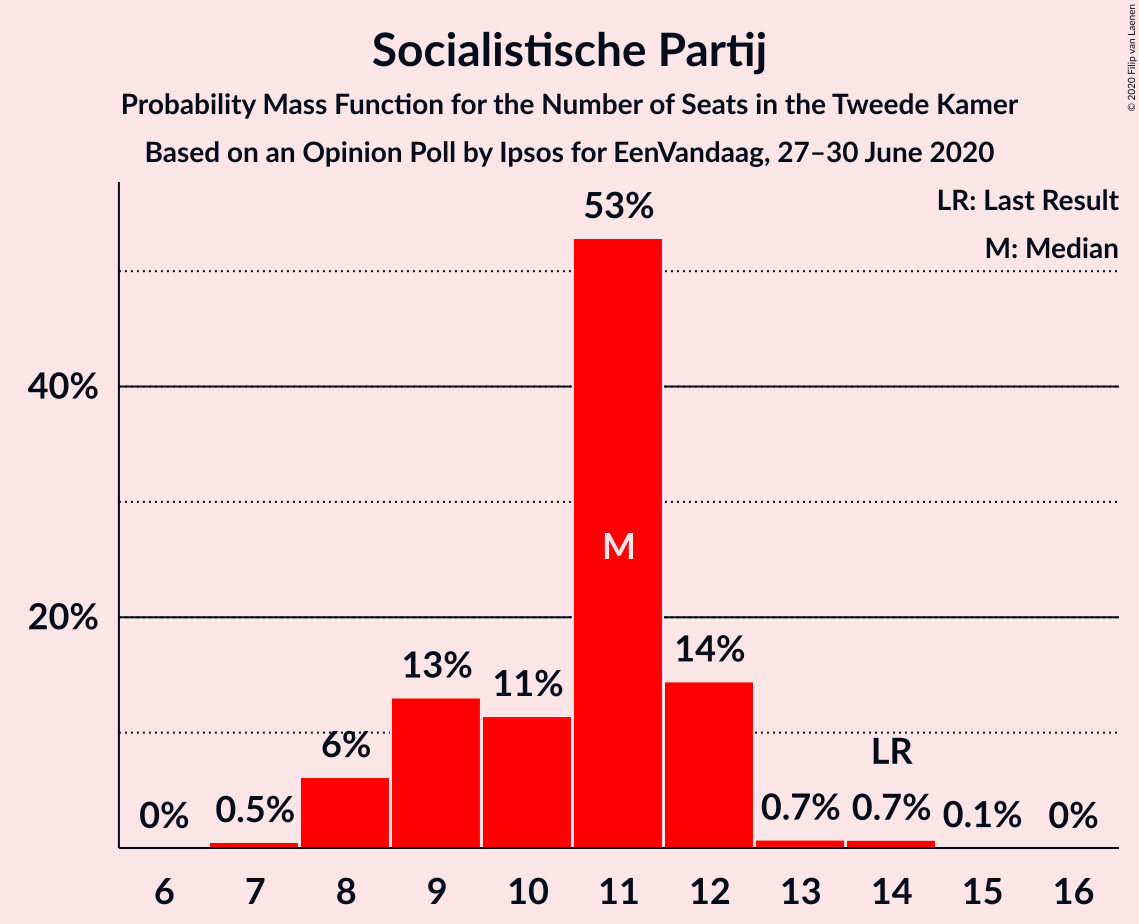 Socialistische Partij
Probability Mass Function for the Number of Seats in the Tweede Kamer
Based on an Opinion Poll by Ipsos for EenVandaag, 27–30 June 2020
© 2020 Filip van Laenen
LR: Last Result
M: Median
53%
40%
M
20%
14%
13%
11%
6%
LR
0% 0.5% 0.7% 0.7% 0.1% 0%
6 7 8 9 10 11 12 13 14 15 16